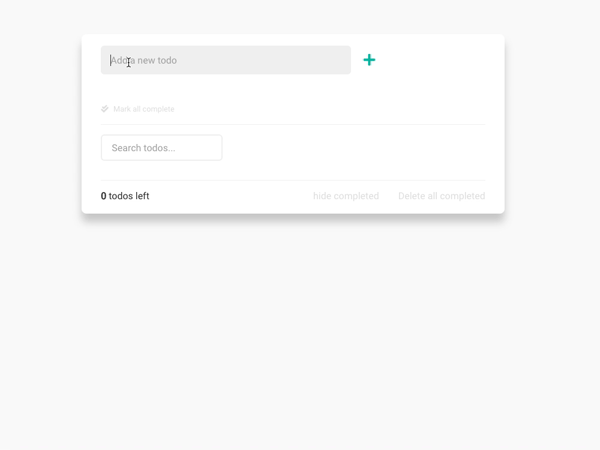 Add a new todo
Mark all complete
Search todos...
0 todos left
hide completed
Delete all completed